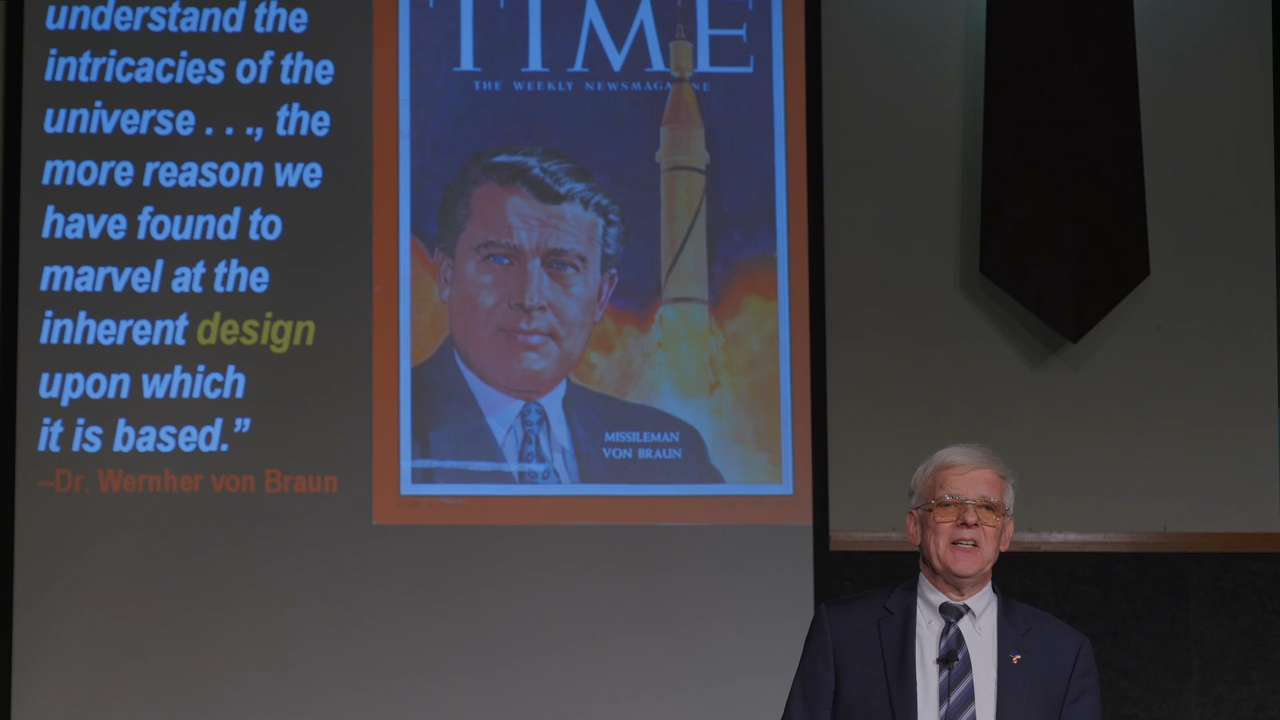 understand the
intricacies of the
universe . . ., the
more reason we
have found to
marvel at the
inherent design
upon which
it is based.”
–Dr. Wernher von Braun
TIME
THE WEEKLY NEWSMAGAZINE
MISSILEMAN
VON BRAUN